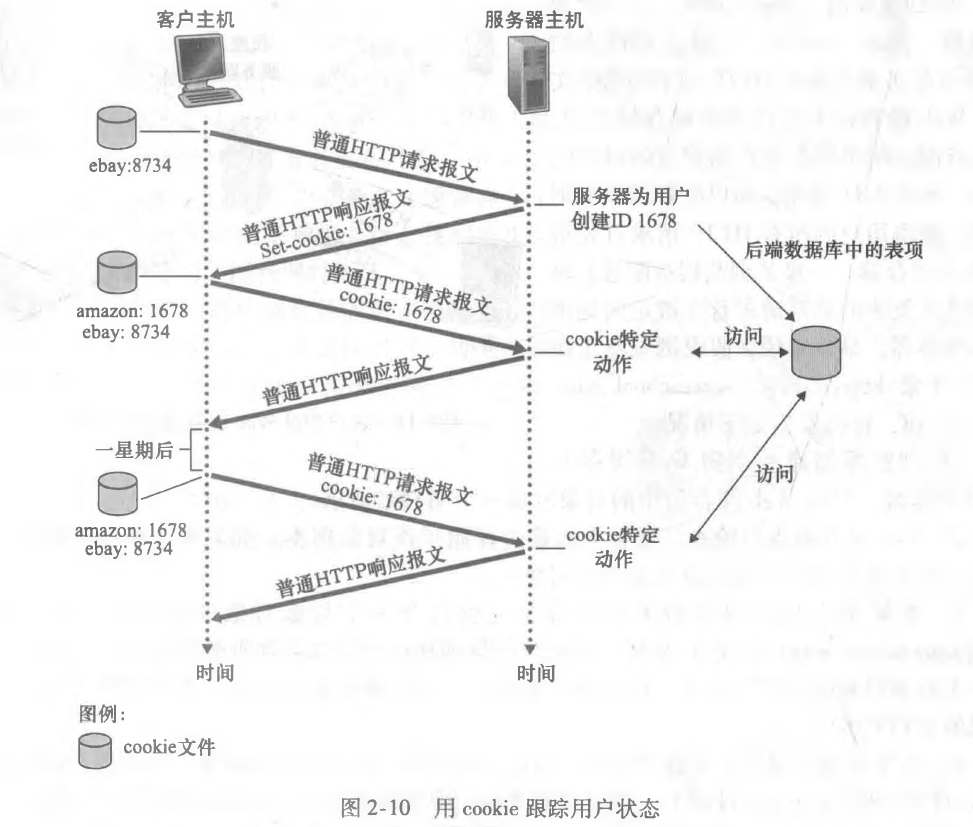 客户主机
服务器主机
ebay:8734
普通HTTP请求报文
服务器为用户
创建ID 1678
普通HTTP响应报文
Set-cookie: 1678
后端数据库中的表项
amazon: 1678
ebay: 8734
普通HTTP请求报文
cookie: 1678
cookie特定
动作
访问
普通HTTP响应报文
一星期后
访问
amazon: 1678
ebay: 8734
普通HTTP请求报文
cookie: 1678
cookie特定
动作
普通HTTP响应报文
时间
时间
图例：
cookie文件
图 2-10 用 cookie 跟踪用户状态